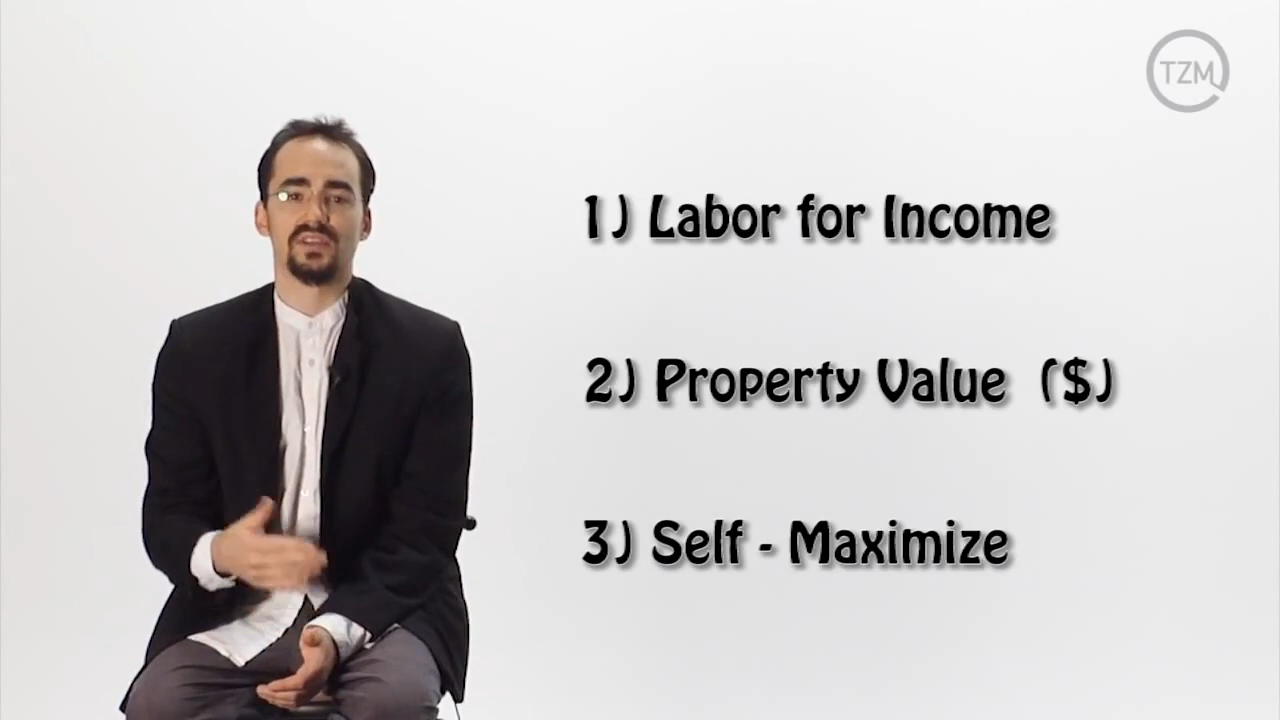 TZM
1) Labor for Income
2) Property Value ($)
3) Self - Maximize